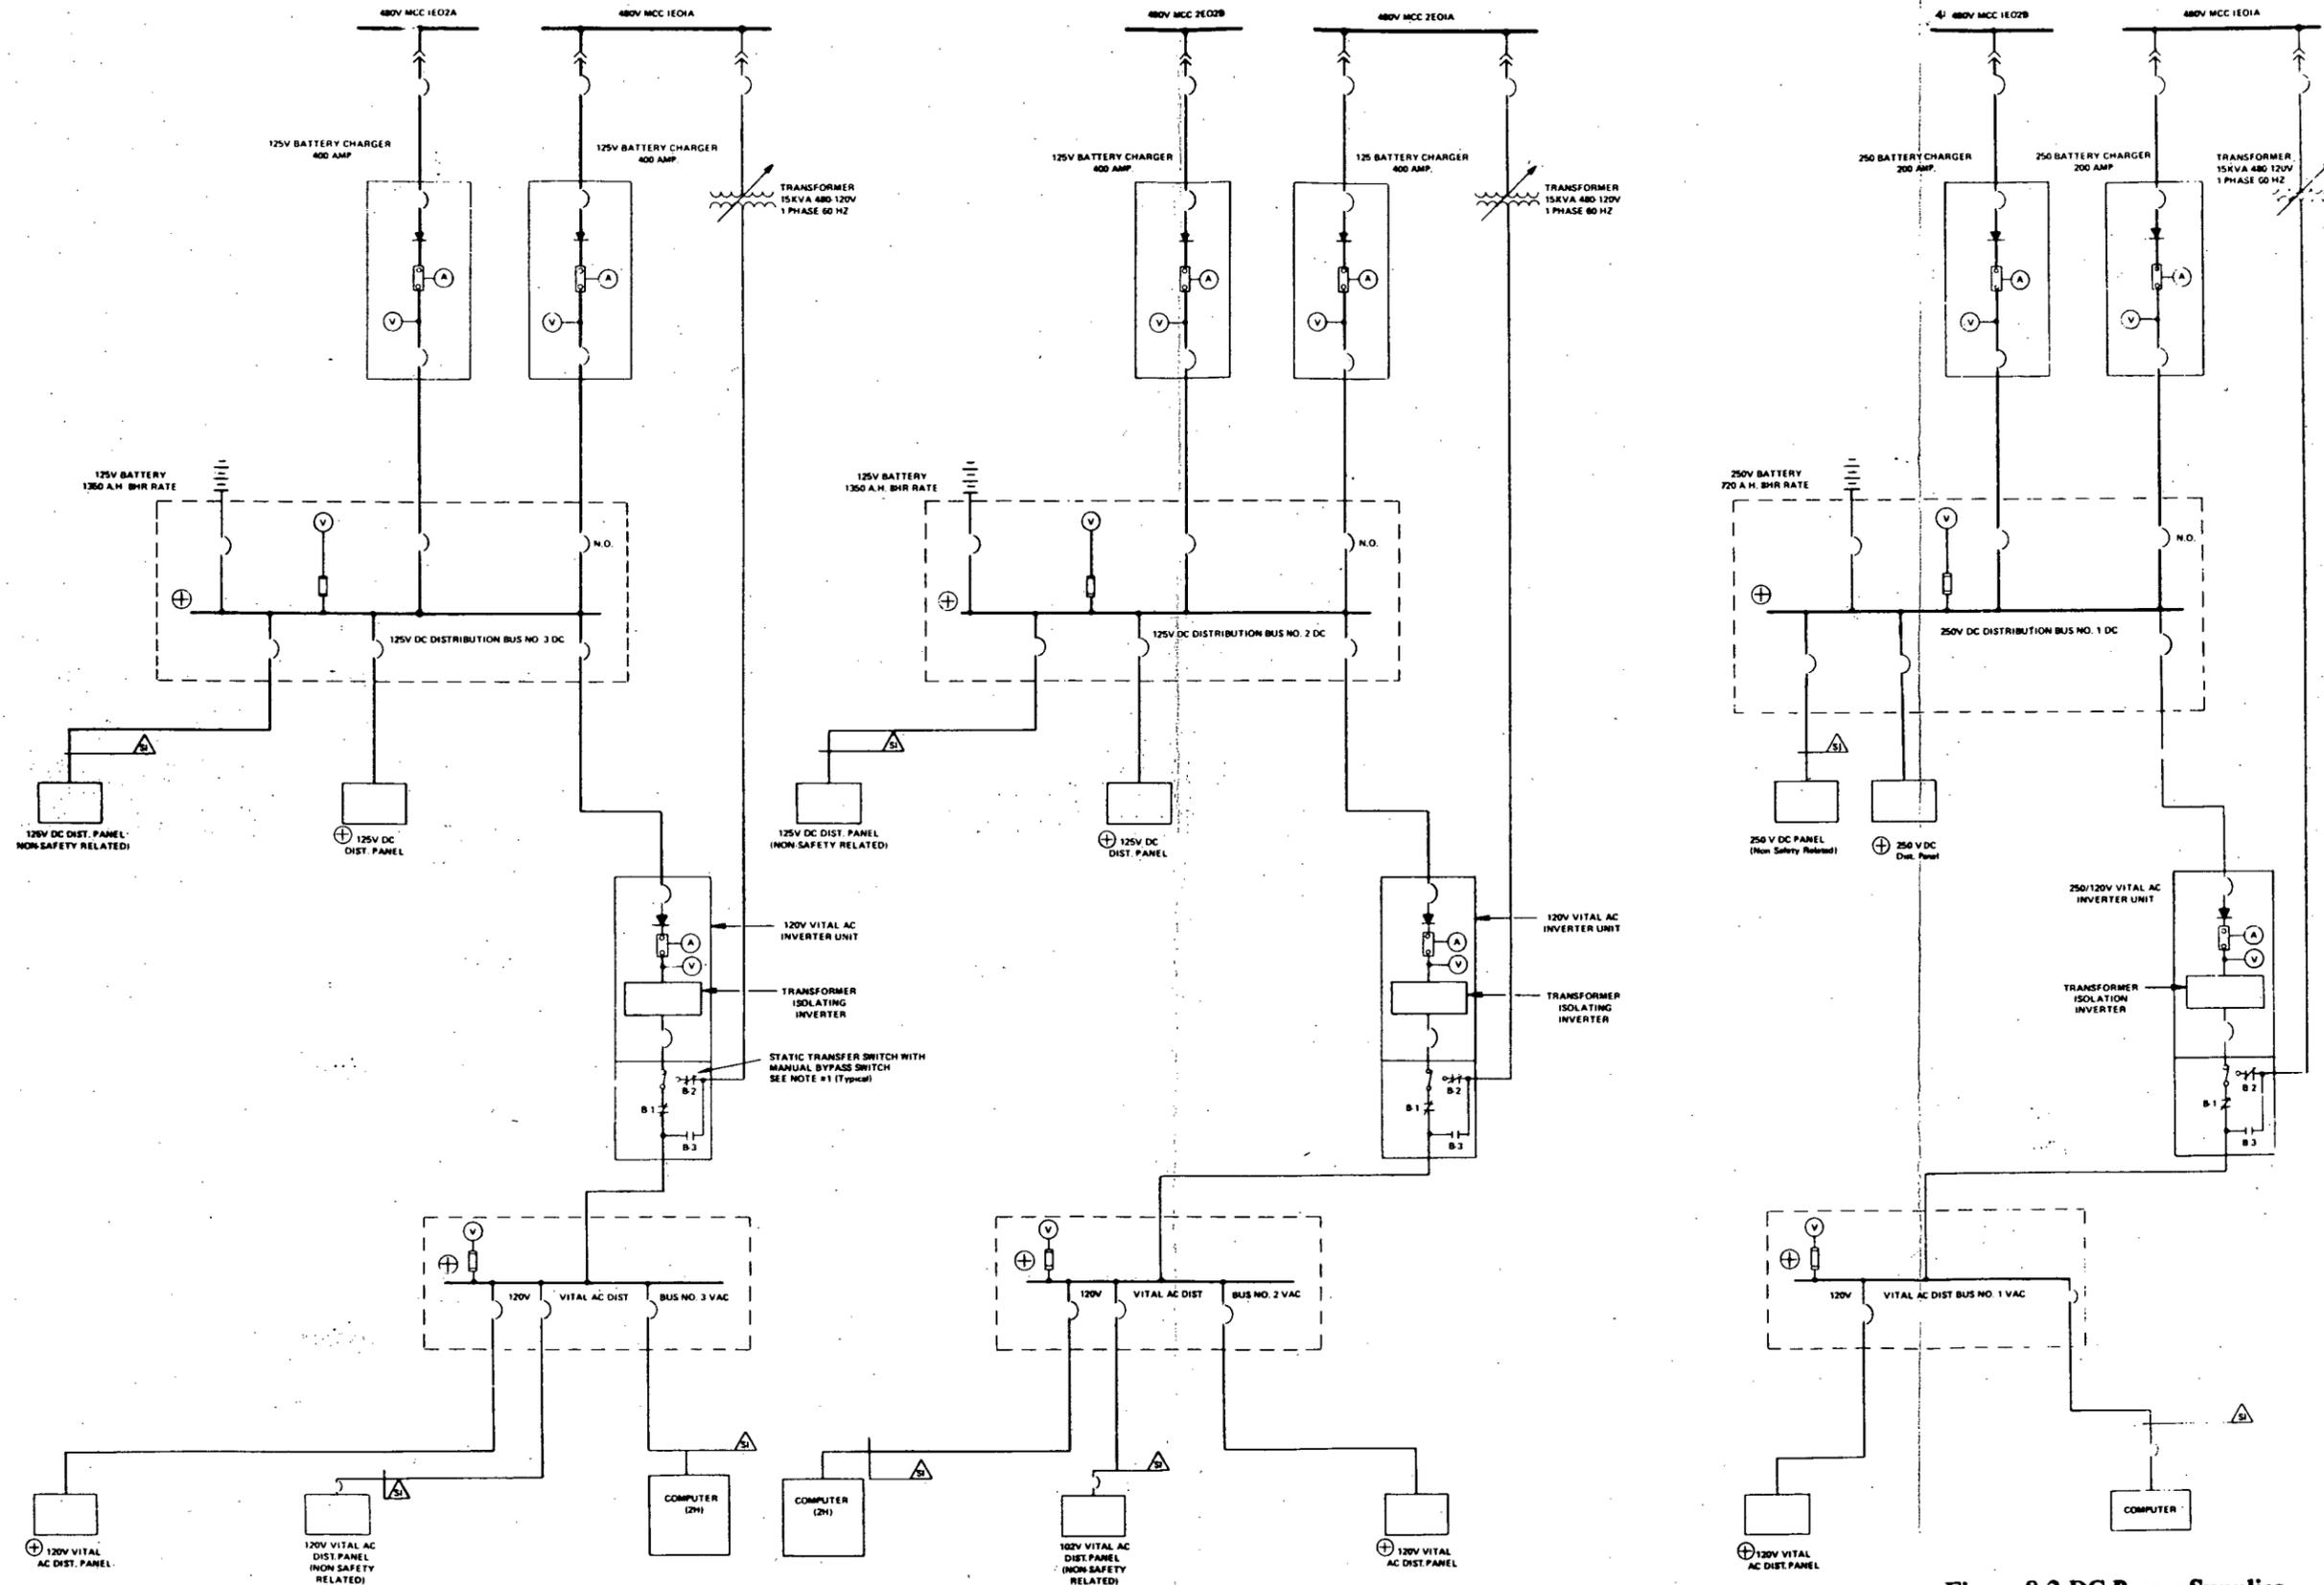 480V MCC 1E02A
480V MCC 1E01A
480V MCC 2E02B
480V MCC 2E01A
480V MCC 1E02B
480V MCC 1E01A
125V BATTERY CHARGER
400 AMP
125V BATTERY CHARGER
400 AMP.
TRANSFORMER
15KVA 480-120V
1 PHASE 60 HZ
125V BATTERY CHARGER
400 AMP.
125 BATTERY CHARGER
400 AMP.
TRANSFORMER
15KVA 480-120V
1 PHASE 60 HZ
250 BATTERY CHARGER
200 AMP.
250 BATTERY CHARGER
200 AMP
TRANSFORMER
15KVA 480 120V
1 PHASE 60 HZ
A
V
A
V
A
V
A
V
A
V
A
V
125V BATTERY
1350 A.H. 8HR RATE
V
N.O.
125V DC DISTRIBUTION BUS NO. 3 DC
125V BATTERY
1350 A.H. 8HR RATE
V
N.O.
125V DC DISTRIBUTION BUS NO. 2 DC
250V BATTERY
720 A H. 8HR RATE
V
N.O.
250V DC DISTRIBUTION BUS NO. 1 DC
SI
SI
SI
125V DC DIST. PANEL
(NON-SAFETY RELATED)
125V DC
DIST. PANEL
125V DC DIST. PANEL
(NON-SAFETY RELATED)
125V DC
DIST. PANEL
250 V DC PANEL
(Non Safety Related)
250 V DC
Dist. Panel
A
V
120V VITAL AC
INVERTER UNIT
TRANSFORMER
ISOLATING
INVERTER
STATIC TRANSFER SWITCH WITH
MANUAL BYPASS SWITCH
SEE NOTE #1 (Typical)
B-2
B 1
B-3
A
V
120V VITAL AC
INVERTER UNIT
TRANSFORMER
ISOLATING
INVERTER
B-2
B-1
B-3
250/120V VITAL AC
INVERTER UNIT
A
V
TRANSFORMER
ISOLATION
INVERTER
B 2
B-1
B 3
V
120V VITAL AC DIST BUS NO. 3 VAC
V
120V VITAL AC DIST BUS NO. 2 VAC
V
120V VITAL AC DIST BUS NO. 1 VAC
SI
SI
SI
SI
SI
120V VITAL
AC DIST. PANEL
120V VITAL AC
DIST. PANEL
(NON SAFETY
RELATED)
COMPUTER
(2H)
COMPUTER
(2H)
102V VITAL AC
DIST. PANEL
(NON-SAFETY
RELATED)
120V VITAL
AC DIST. PANEL
120V VITAL
AC DIST. PANEL
COMPUTER